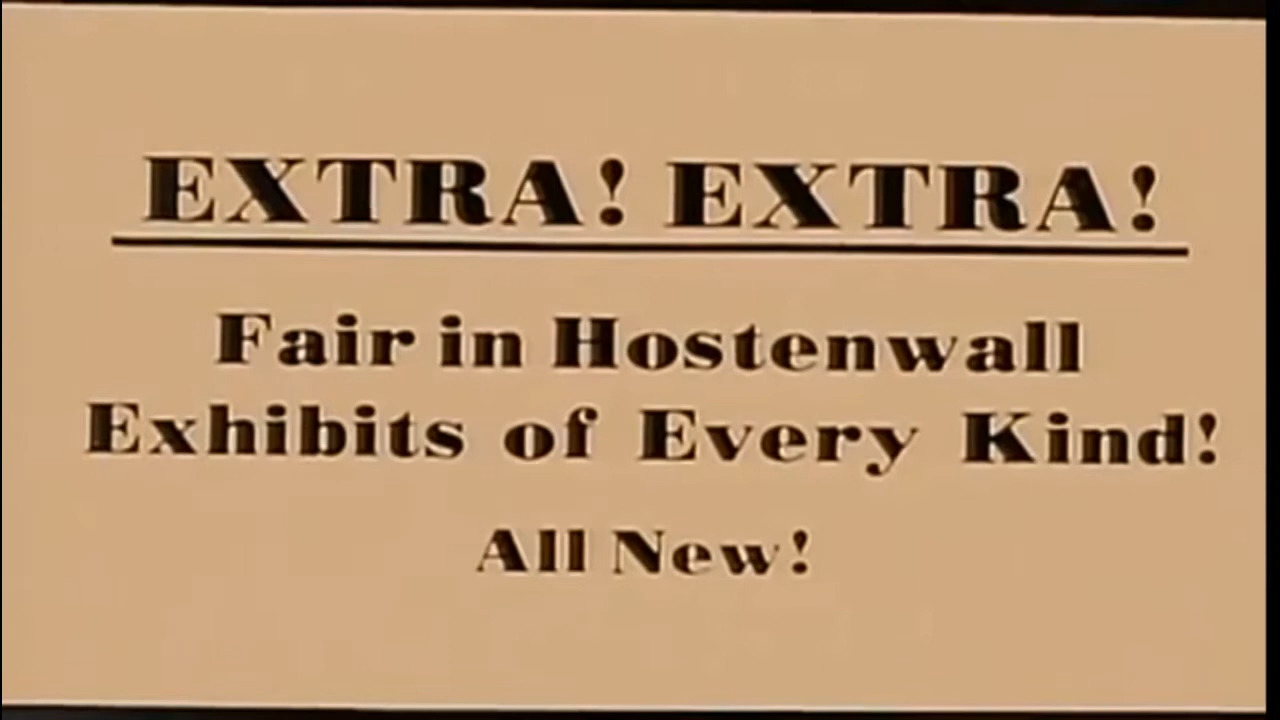 EXTRA! EXTRA!
Fair in Hostenwall
Exhibits of Every Kind!
All New!